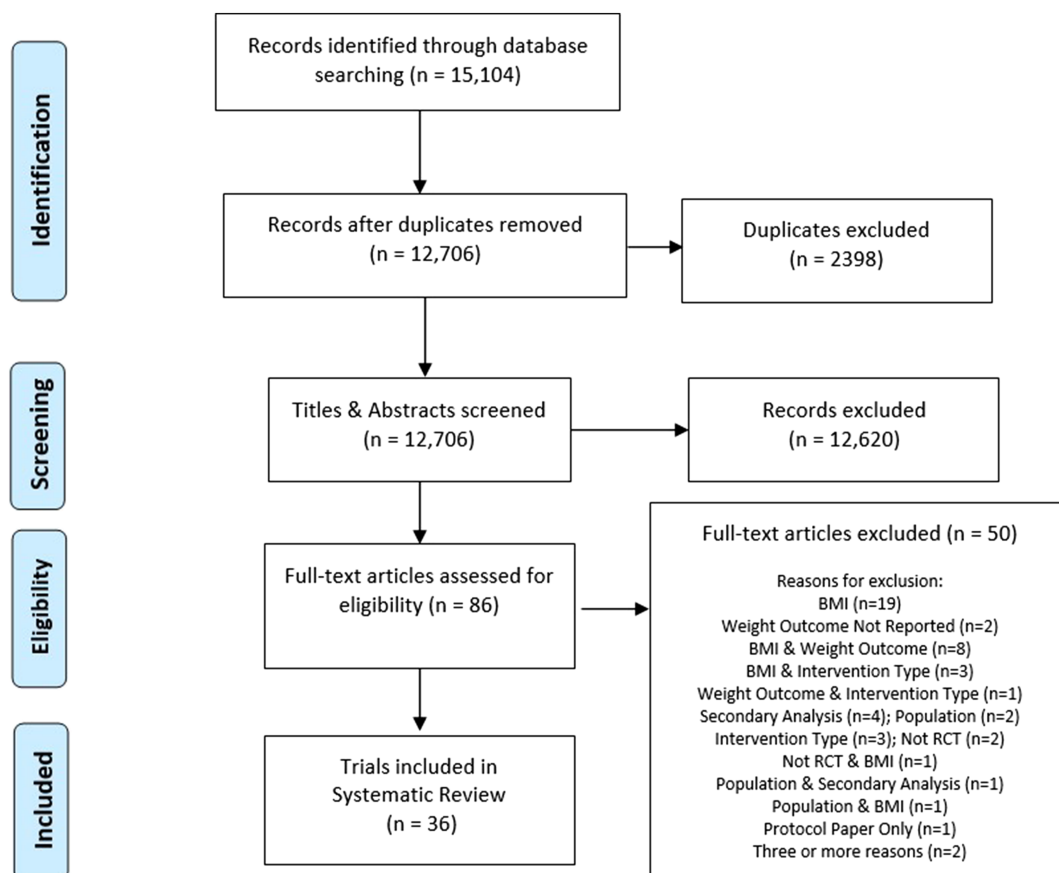 Identification
Records identified through database
searching (n = 15,104)
Records after duplicates removed
(n = 12,706)
Duplicates excluded
(n = 2398)
Screening
Titles & Abstracts screened
(n = 12,706)
Records excluded
(n = 12,620)
Eligibility
Full-text articles assessed for
eligibility (n = 86)
Full-text articles excluded (n = 50)
Reasons for exclusion:
BMI (n=19)
Weight Outcome Not Reported (n=2)
BMI & Weight Outcome (n=8)
BMI & Intervention Type (n=3)
Weight Outcome & Intervention Type (n=1)
Secondary Analysis (n=4); Population (n=2)
Intervention Type (n=3); Not RCT (n=2)
Not RCT & BMI (n=1)
Population & Secondary Analysis (n=1)
Population & BMI (n=1)
Protocol Paper Only (n=1)
Three or more reasons (n=2)
Included
Trials included in
Systematic Review
(n = 36)